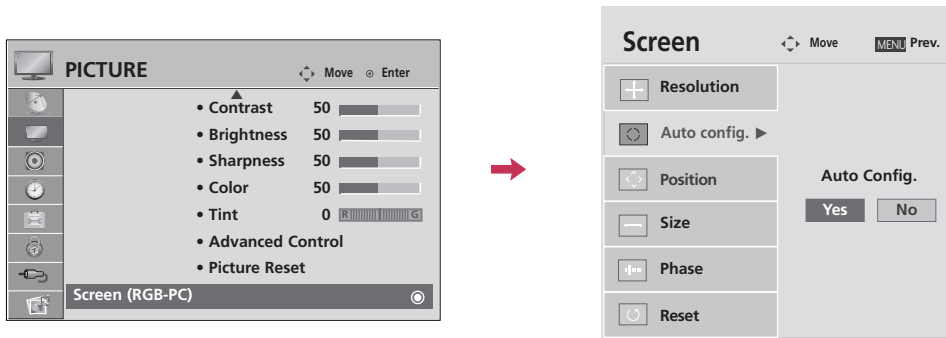 PICTURE
Move ⊙ Enter
• Contrast 50
• Brightness 50
• Sharpness 50
• Color 50
• Tint 0 R G
• Advanced Control
• Picture Reset
Screen (RGB-PC)
Screen
Move MENU Prev.
Resolution
Auto config. ►
Position
Size
Phase
Reset
Auto Config.
Yes No